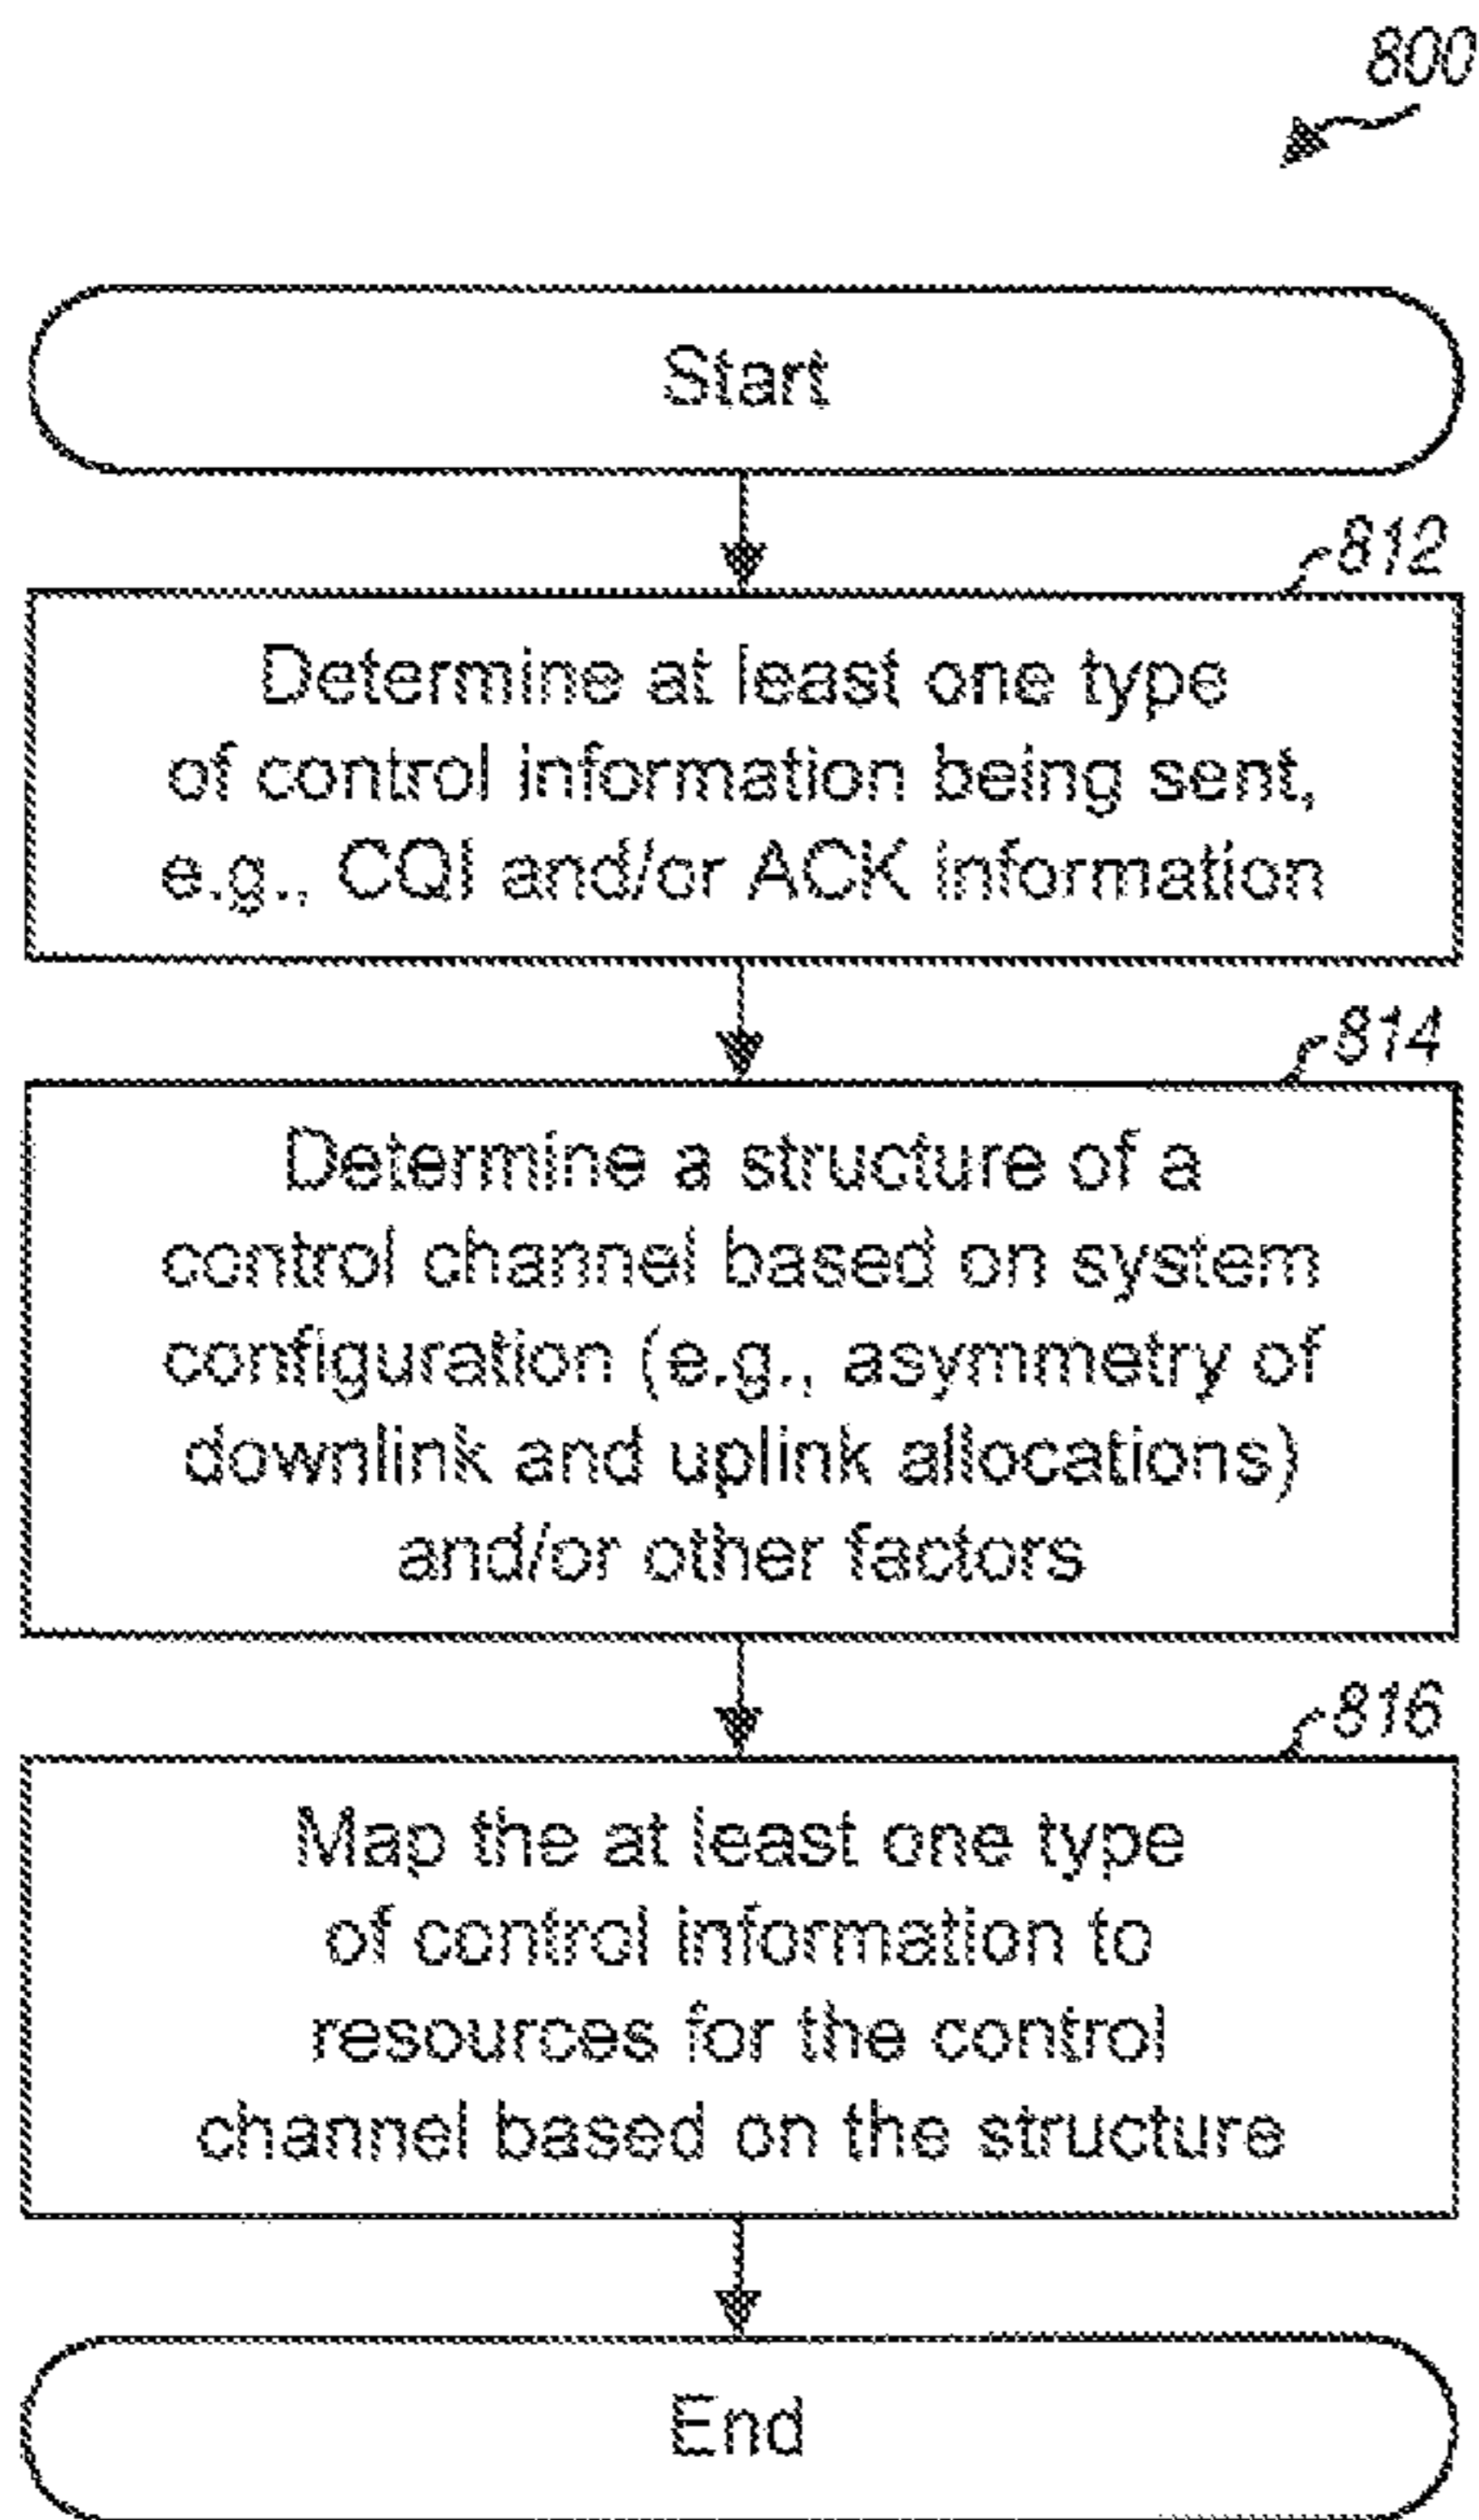 800
Start
812
Determine at least one type
of control information being sent,
e.g., CQI and/or ACK information
814
Determine a structure of a
control channel based on system
configuration (e.g., asymmetry of
downlink and uplink allocations)
and/or other factors
816
Map the at least one type
of control information to
resources for the control
channel based on the structure
End